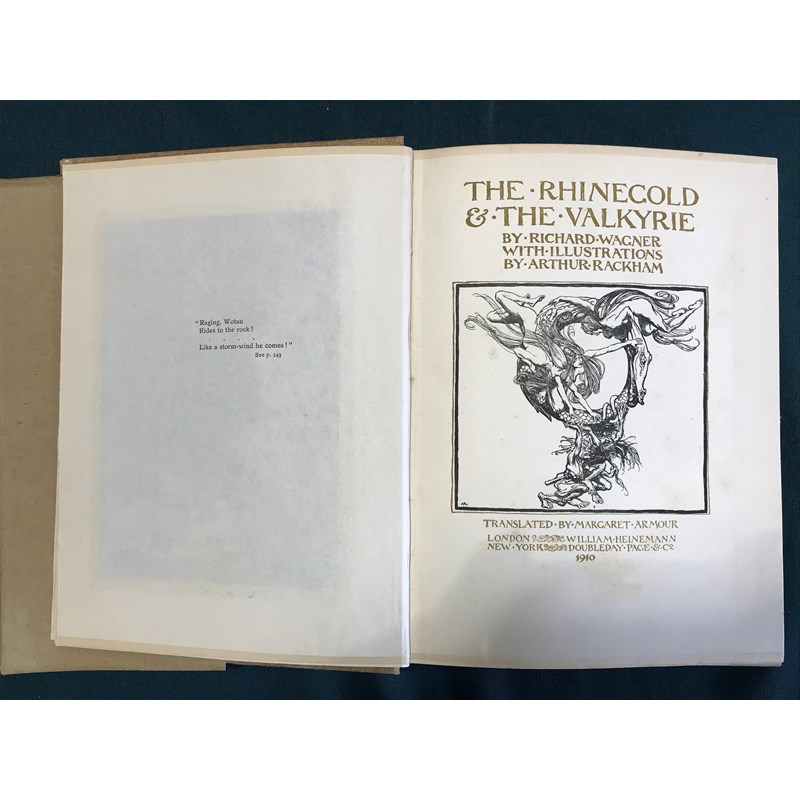 "Raging, Wotan
Rides to the rock!
. . . .
Like a storm-wind he comes!"
See p. 143
THE·RHINEGOLD
&·THE·VALKYRIE
BY·RICHARD·WAGNER
WITH·ILLUSTRATIONS
BY·ARTHUR·RACKHAM
TRANSLATED·BY·MARGARET·ARMOUR
LONDON WILLIAM·HEINEMANN
NEW·YORK DOUBLEDAY·PAGE·&·Co
1910